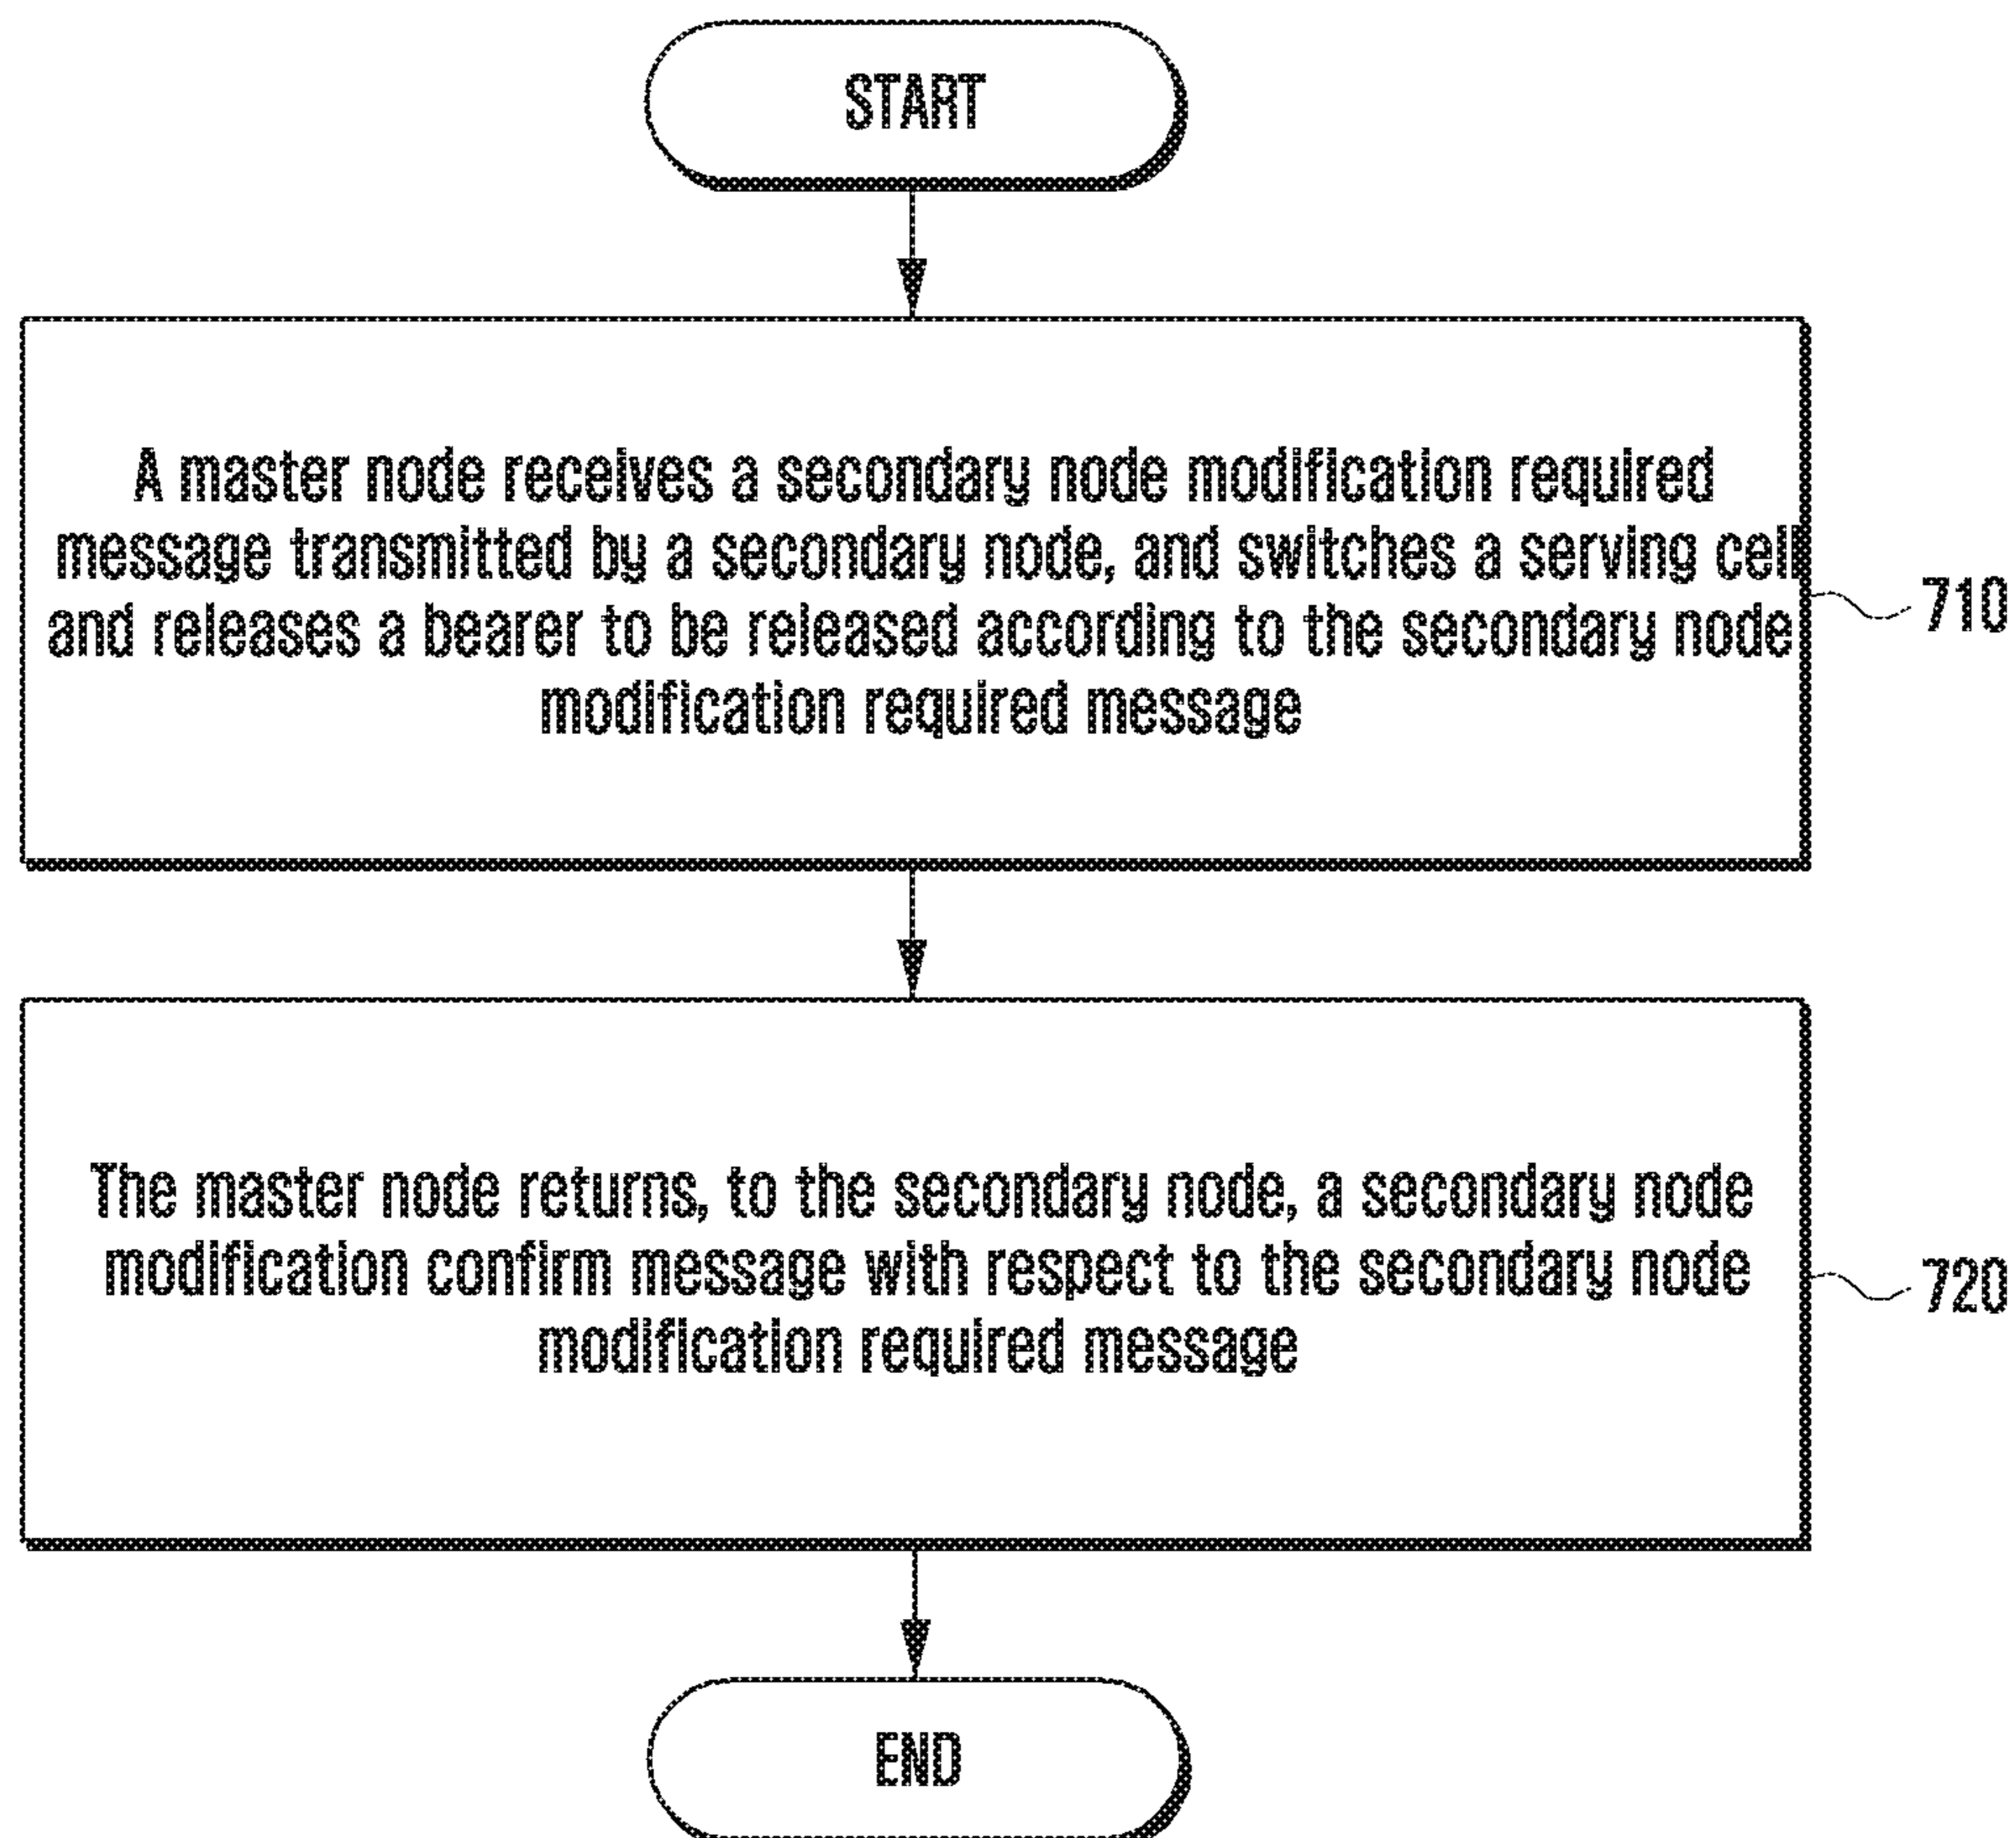 START
A master node receives a secondary node modification required
message transmitted by a secondary node, and switches a serving cell
and releases a bearer to be released according to the secondary node
modification required message
710
The master node returns, to the secondary node, a secondary node
modification confirm message with respect to the secondary node
modification required message
720
END